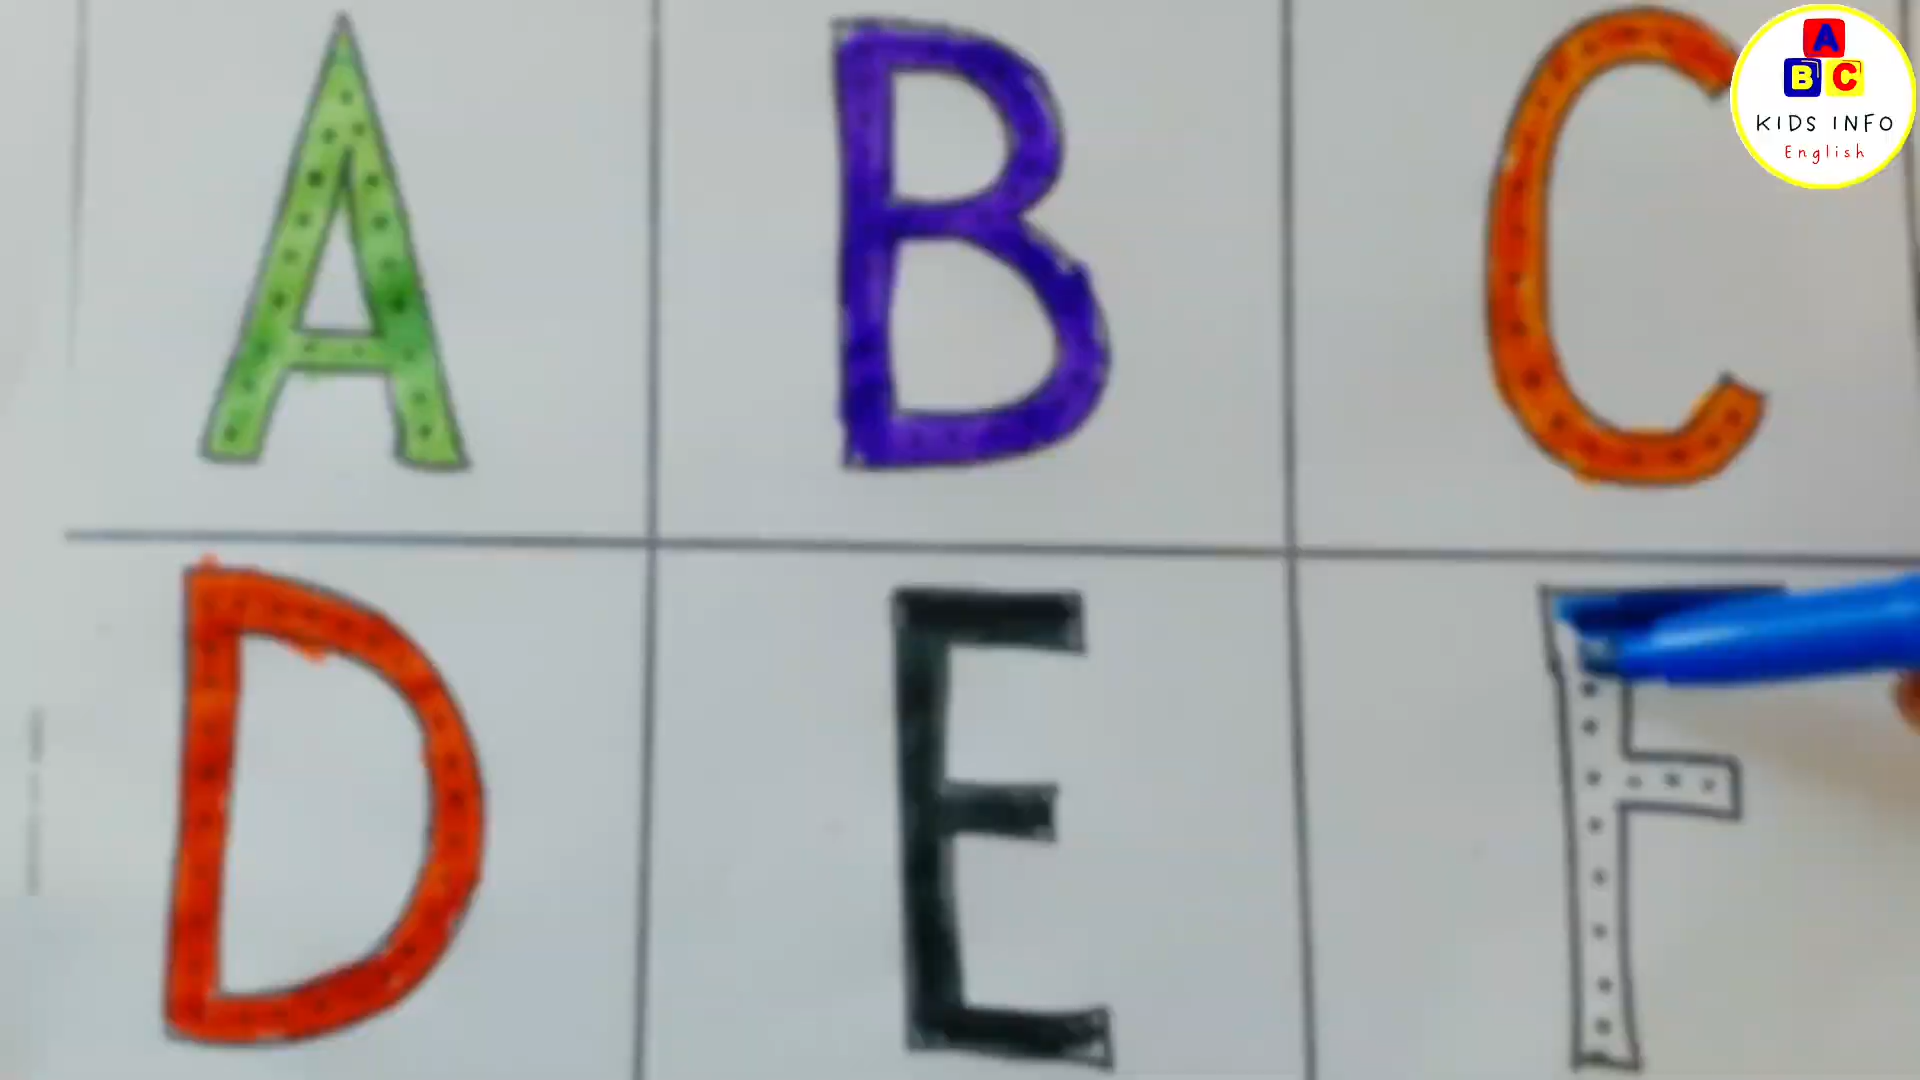 A B C
D E F
A
B C
KIDS INFO
English